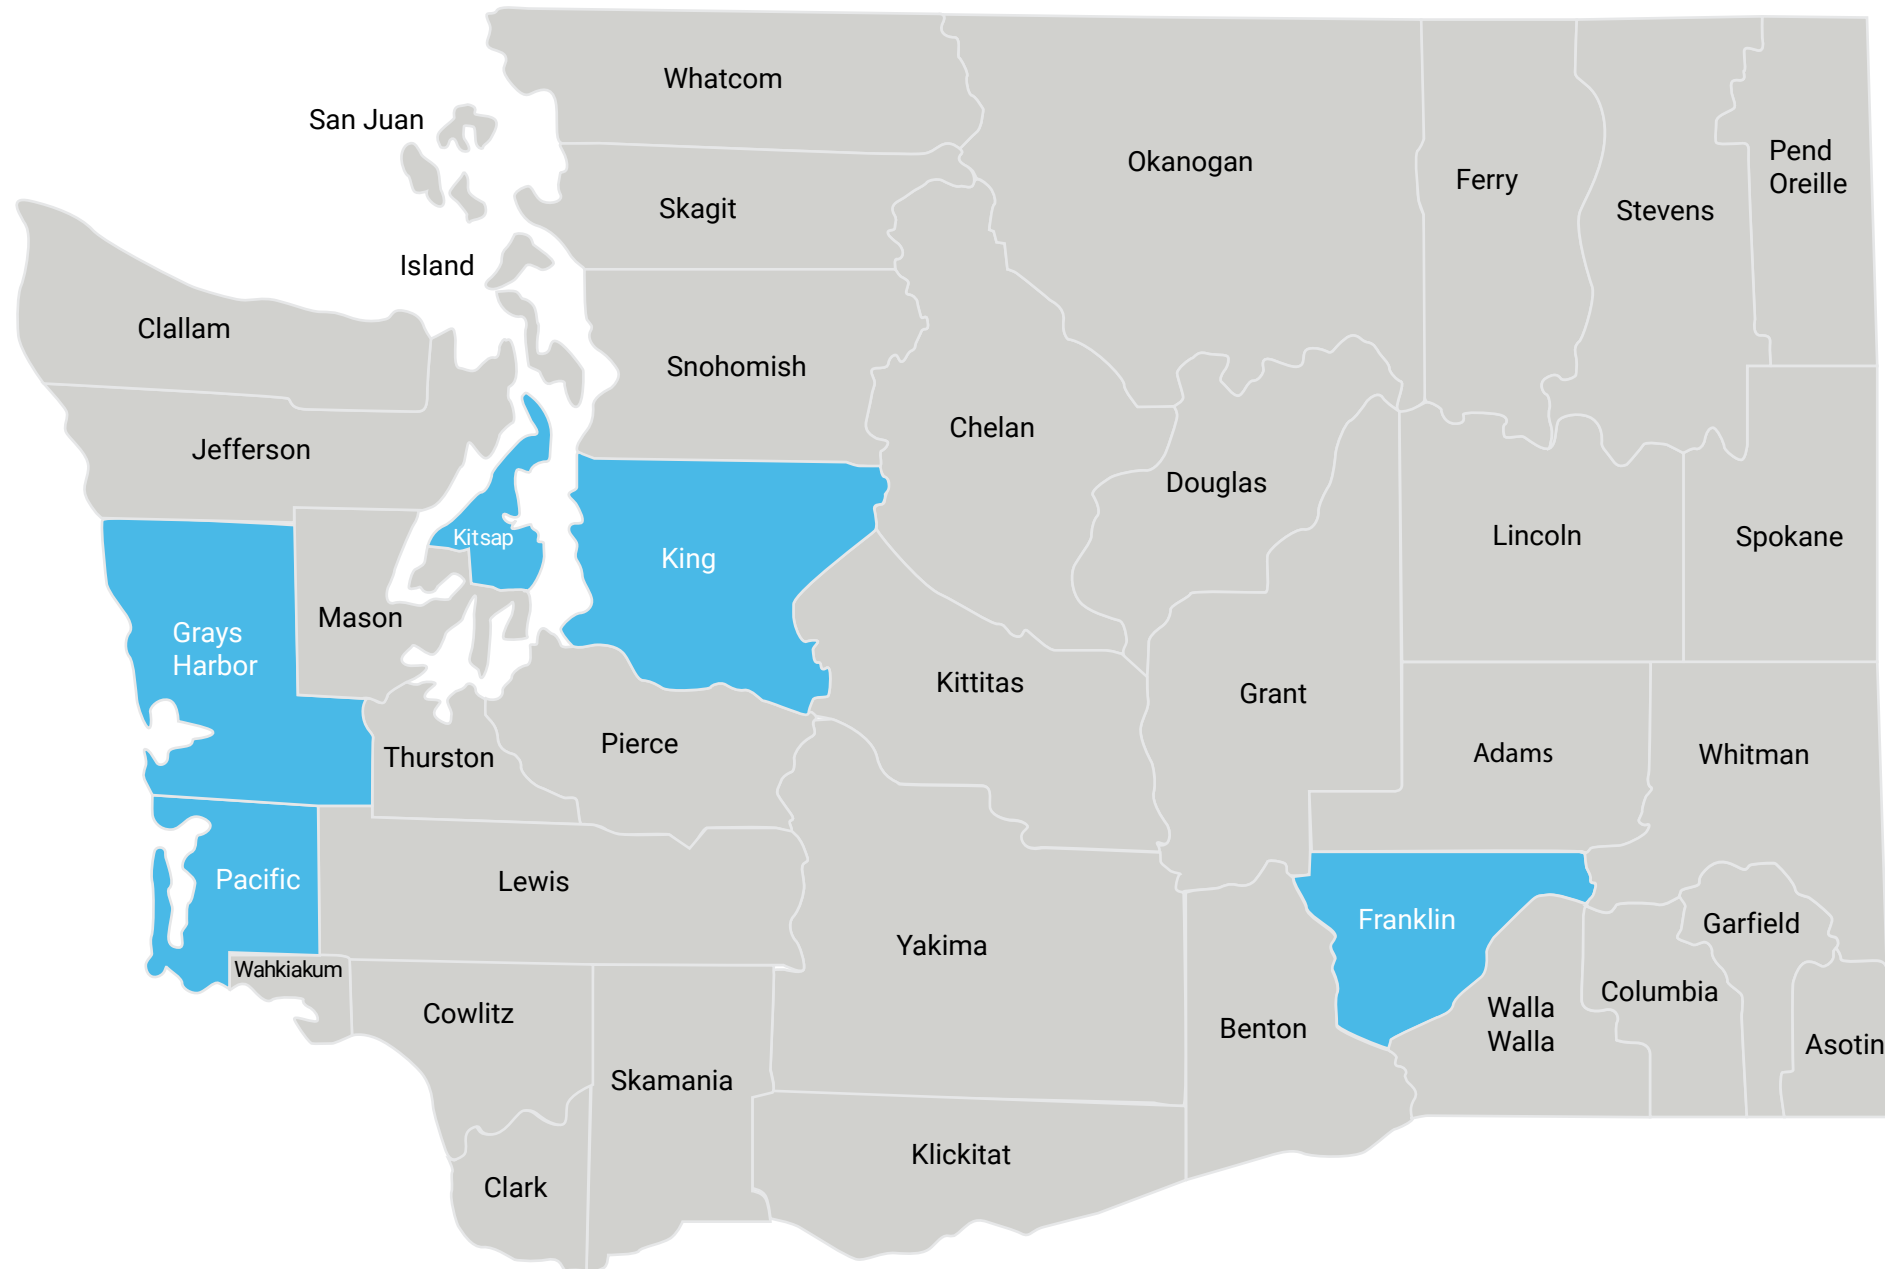 Whatcom
San Juan
Okanogan
Pend
Oreille
Ferry
Skagit
Stevens
Island
Clallam
Snohomish
Chelan
Jefferson
Douglas
Lincoln
Spokane
Kitsap
King
Mason
Grays
Harbor
Kittitas
Grant
Pierce
Thurston
Adams
Whitman
Pacific
Lewis
Franklin
Garfield
Yakima
Wahkiakum
Columbia
Cowlitz
Walla
Walla
Benton
Asotin
Skamania
Klickitat
Clark